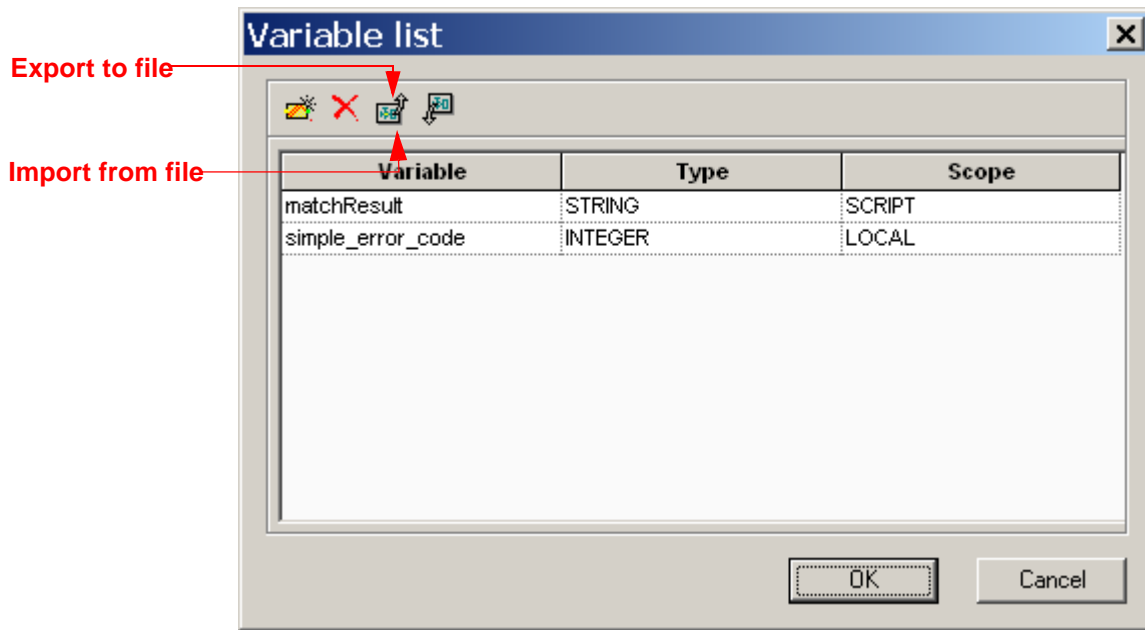 Variable list
Export to file
Import from file
Variable Type Scope
matchResult STRING SCRIPT
simple_error_code INTEGER LOCAL
OK Cancel